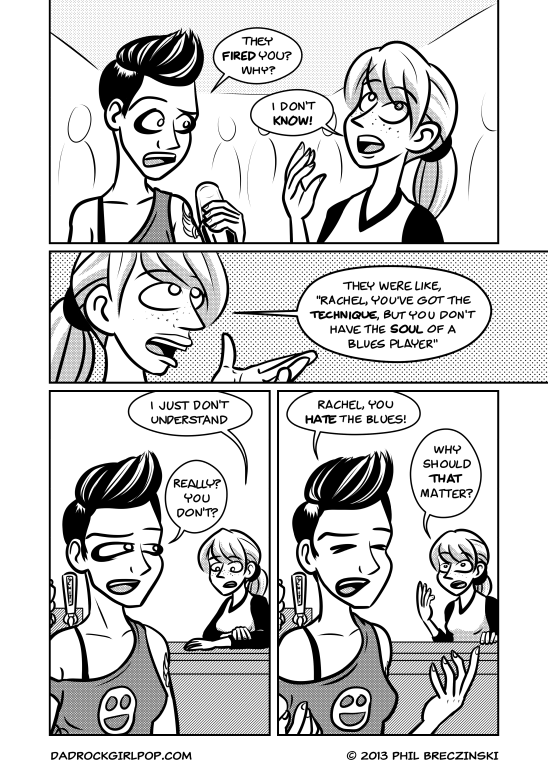 THEY
FIRED YOU?
WHY?
I DON'T
KNOW!
THEY WERE LIKE,
"RACHEL, YOU'VE GOT THE
TECHNIQUE, BUT YOU DON'T
HAVE THE SOUL OF A
BLUES PLAYER"
I JUST DON'T
UNDERSTAND
REALLY?
YOU
DON'T?
RACHEL, YOU
HATE THE BLUES!
WHY
SHOULD
THAT
MATTER?
DADROCKGIRLPOP.COM
© 2013 PHIL BRECZINSKI